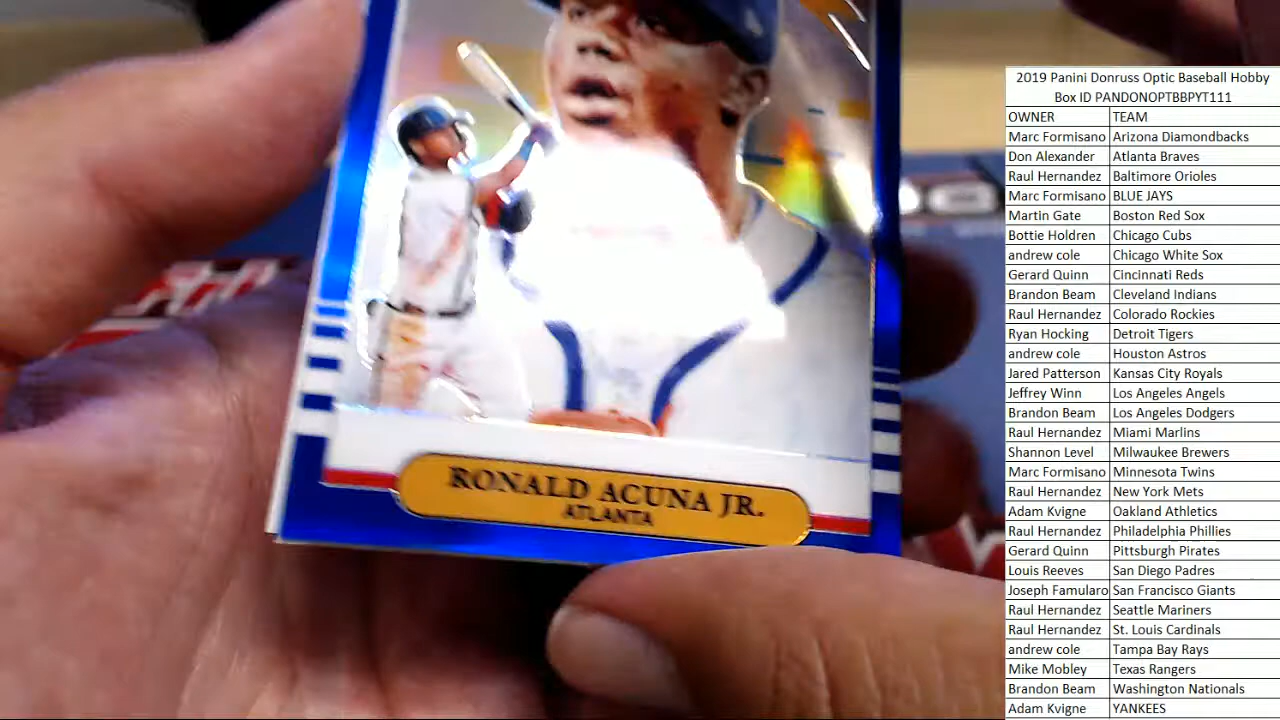 RONALD ACUNA JR.
ATLANTA
2019 Panini Donruss Optic Baseball Hobby
Box ID PANDONOPTBBPYT111
OWNER TEAM
Marc Formisano Arizona Diamondbacks
Don Alexander Atlanta Braves
Raul Hernandez Baltimore Orioles
Marc Formisano BLUE JAYS
Martin Gate Boston Red Sox
Bottie Holdren Chicago Cubs
andrew cole Chicago White Sox
Gerard Quinn Cincinnati Reds
Brandon Beam Cleveland Indians
Raul Hernandez Colorado Rockies
Ryan Hocking Detroit Tigers
andrew cole Houston Astros
Jared Patterson Kansas City Royals
Jeffrey Winn Los Angeles Angels
Brandon Beam Los Angeles Dodgers
Raul Hernandez Miami Marlins
Shannon Level Milwaukee Brewers
Marc Formisano Minnesota Twins
Raul Hernandez New York Mets
Adam Kvigne Oakland Athletics
Raul Hernandez Philadelphia Phillies
Gerard Quinn Pittsburgh Pirates
Louis Reeves San Diego Padres
Joseph Famularo San Francisco Giants
Raul Hernandez Seattle Mariners
Raul Hernandez St. Louis Cardinals
andrew cole Tampa Bay Rays
Mike Mobley Texas Rangers
Brandon Beam Washington Nationals
Adam Kvigne YANKEES